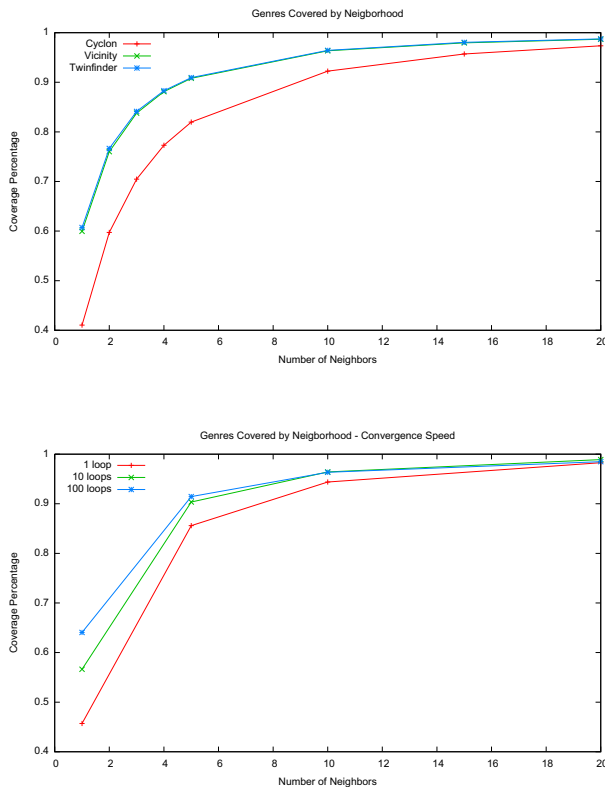 Genres Covered by Neigborhood
1
0.9
0.8
0.7
0.6
0.5
0.4
Coverage Percentage
Cyclon
Vicinity
Twinfinder
0 2 4 6 8 10 12 14 16 18 20
Number of Neighbors
Genres Covered by Neigborhood - Convergence Speed
1
0.9
0.8
0.7
0.6
0.5
0.4
Coverage Percentage
1 loop
10 loops
100 loops
0 2 4 6 8 10 12 14 16 18 20
Number of Neighbors